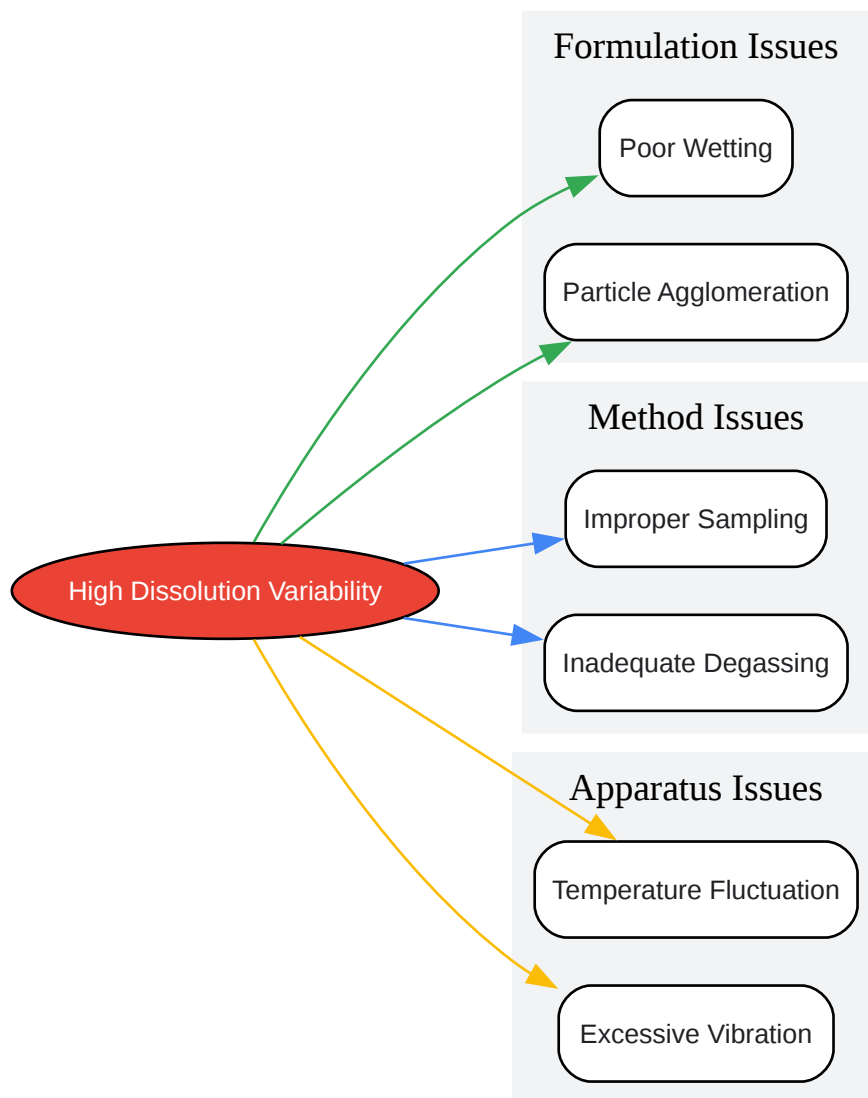 Formulation Issues
Poor Wetting
Particle Agglomeration
Method Issues
Improper Sampling
High Dissolution Variability
Inadequate Degassing
Apparatus Issues
Temperature Fluctuation
Excessive Vibration